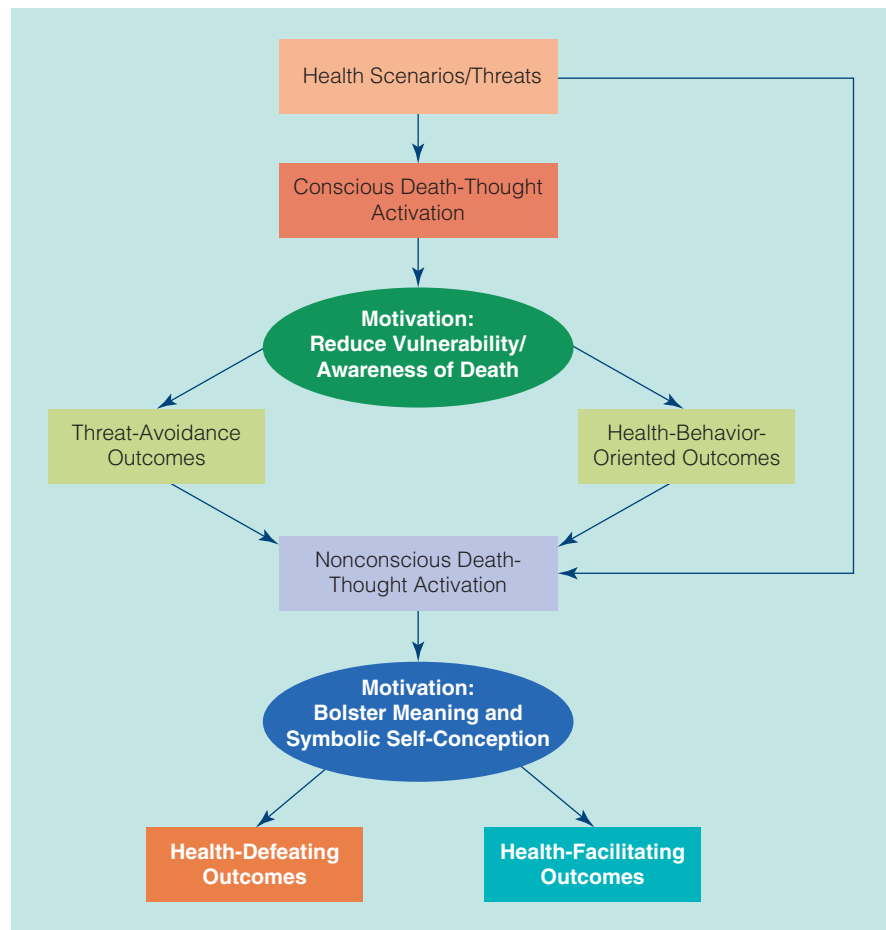 Health Scenarios/Threats
Conscious Death-Thought
Activation
Motivation:
Reduce Vulnerability/
Awareness of Death
Threat-Avoidance
Outcomes
Health-Behavior-
Oriented Outcomes
Nonconscious Death-
Thought Activation
Motivation:
Bolster Meaning and
Symbolic Self-Conception
Health-Defeating
Outcomes
Health-Facilitating
Outcomes